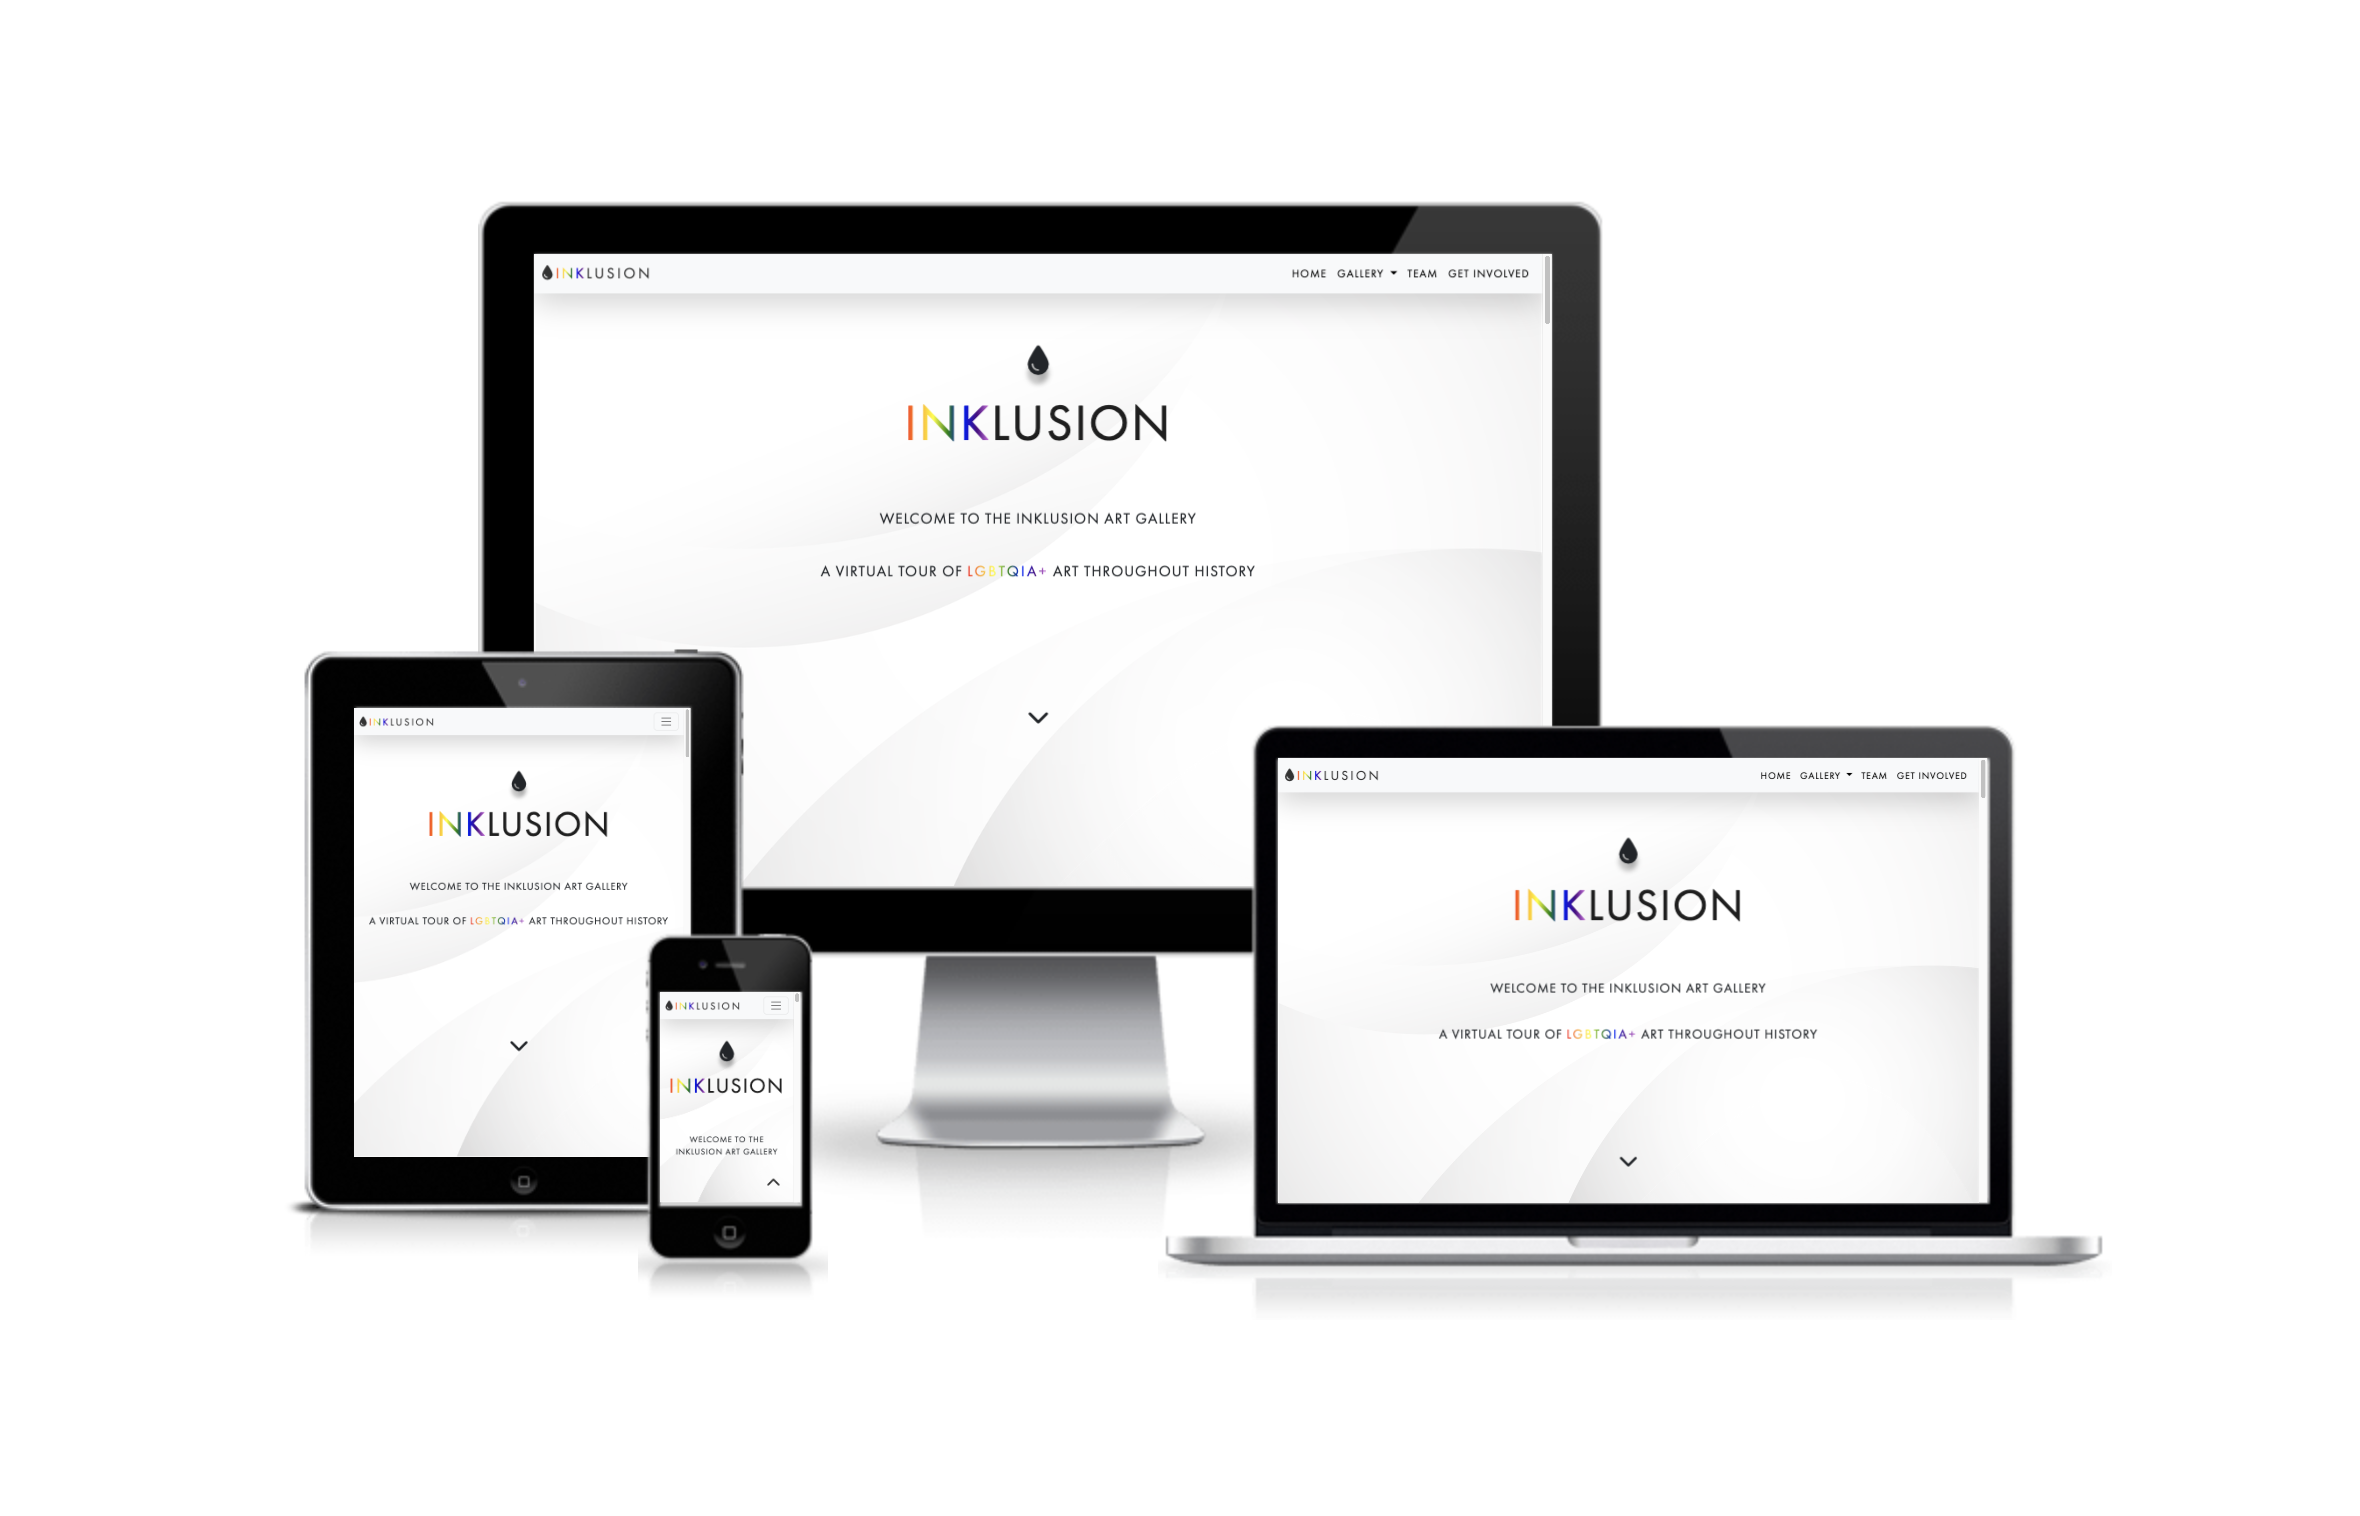 INKLUSION
HOME GALLERY TEAM GET INVOLVED
INKLUSION
WELCOME TO THE INKLUSION ART GALLERY
A VIRTUAL TOUR OF LGBTQIA+ ART THROUGHOUT HISTORY
INKLUSION
INKLUSION
WELCOME TO THE INKLUSION ART GALLERY
A VIRTUAL TOUR OF LGBTQIA+ ART THROUGHOUT HISTORY
INKLUSION
INKLUSION
WELCOME TO THE
INKLUSION ART GALLERY
INKLUSION
HOME GALLERY TEAM GET INVOLVED
INKLUSION
WELCOME TO THE INKLUSION ART GALLERY
A VIRTUAL TOUR OF LGBTQIA+ ART THROUGHOUT HISTORY